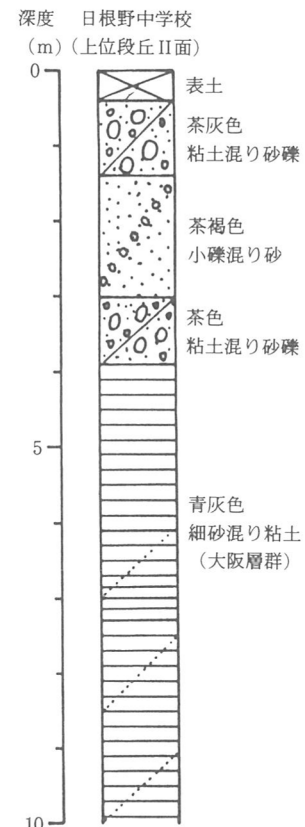 深度 日根野中学校
(m)(上位段丘II面)
0
表土
茶灰色
粘土混り砂礫
茶褐色
小礫混り砂
茶色
粘土混り砂礫
5
青灰色
細砂混り粘土
(大阪層群)
10